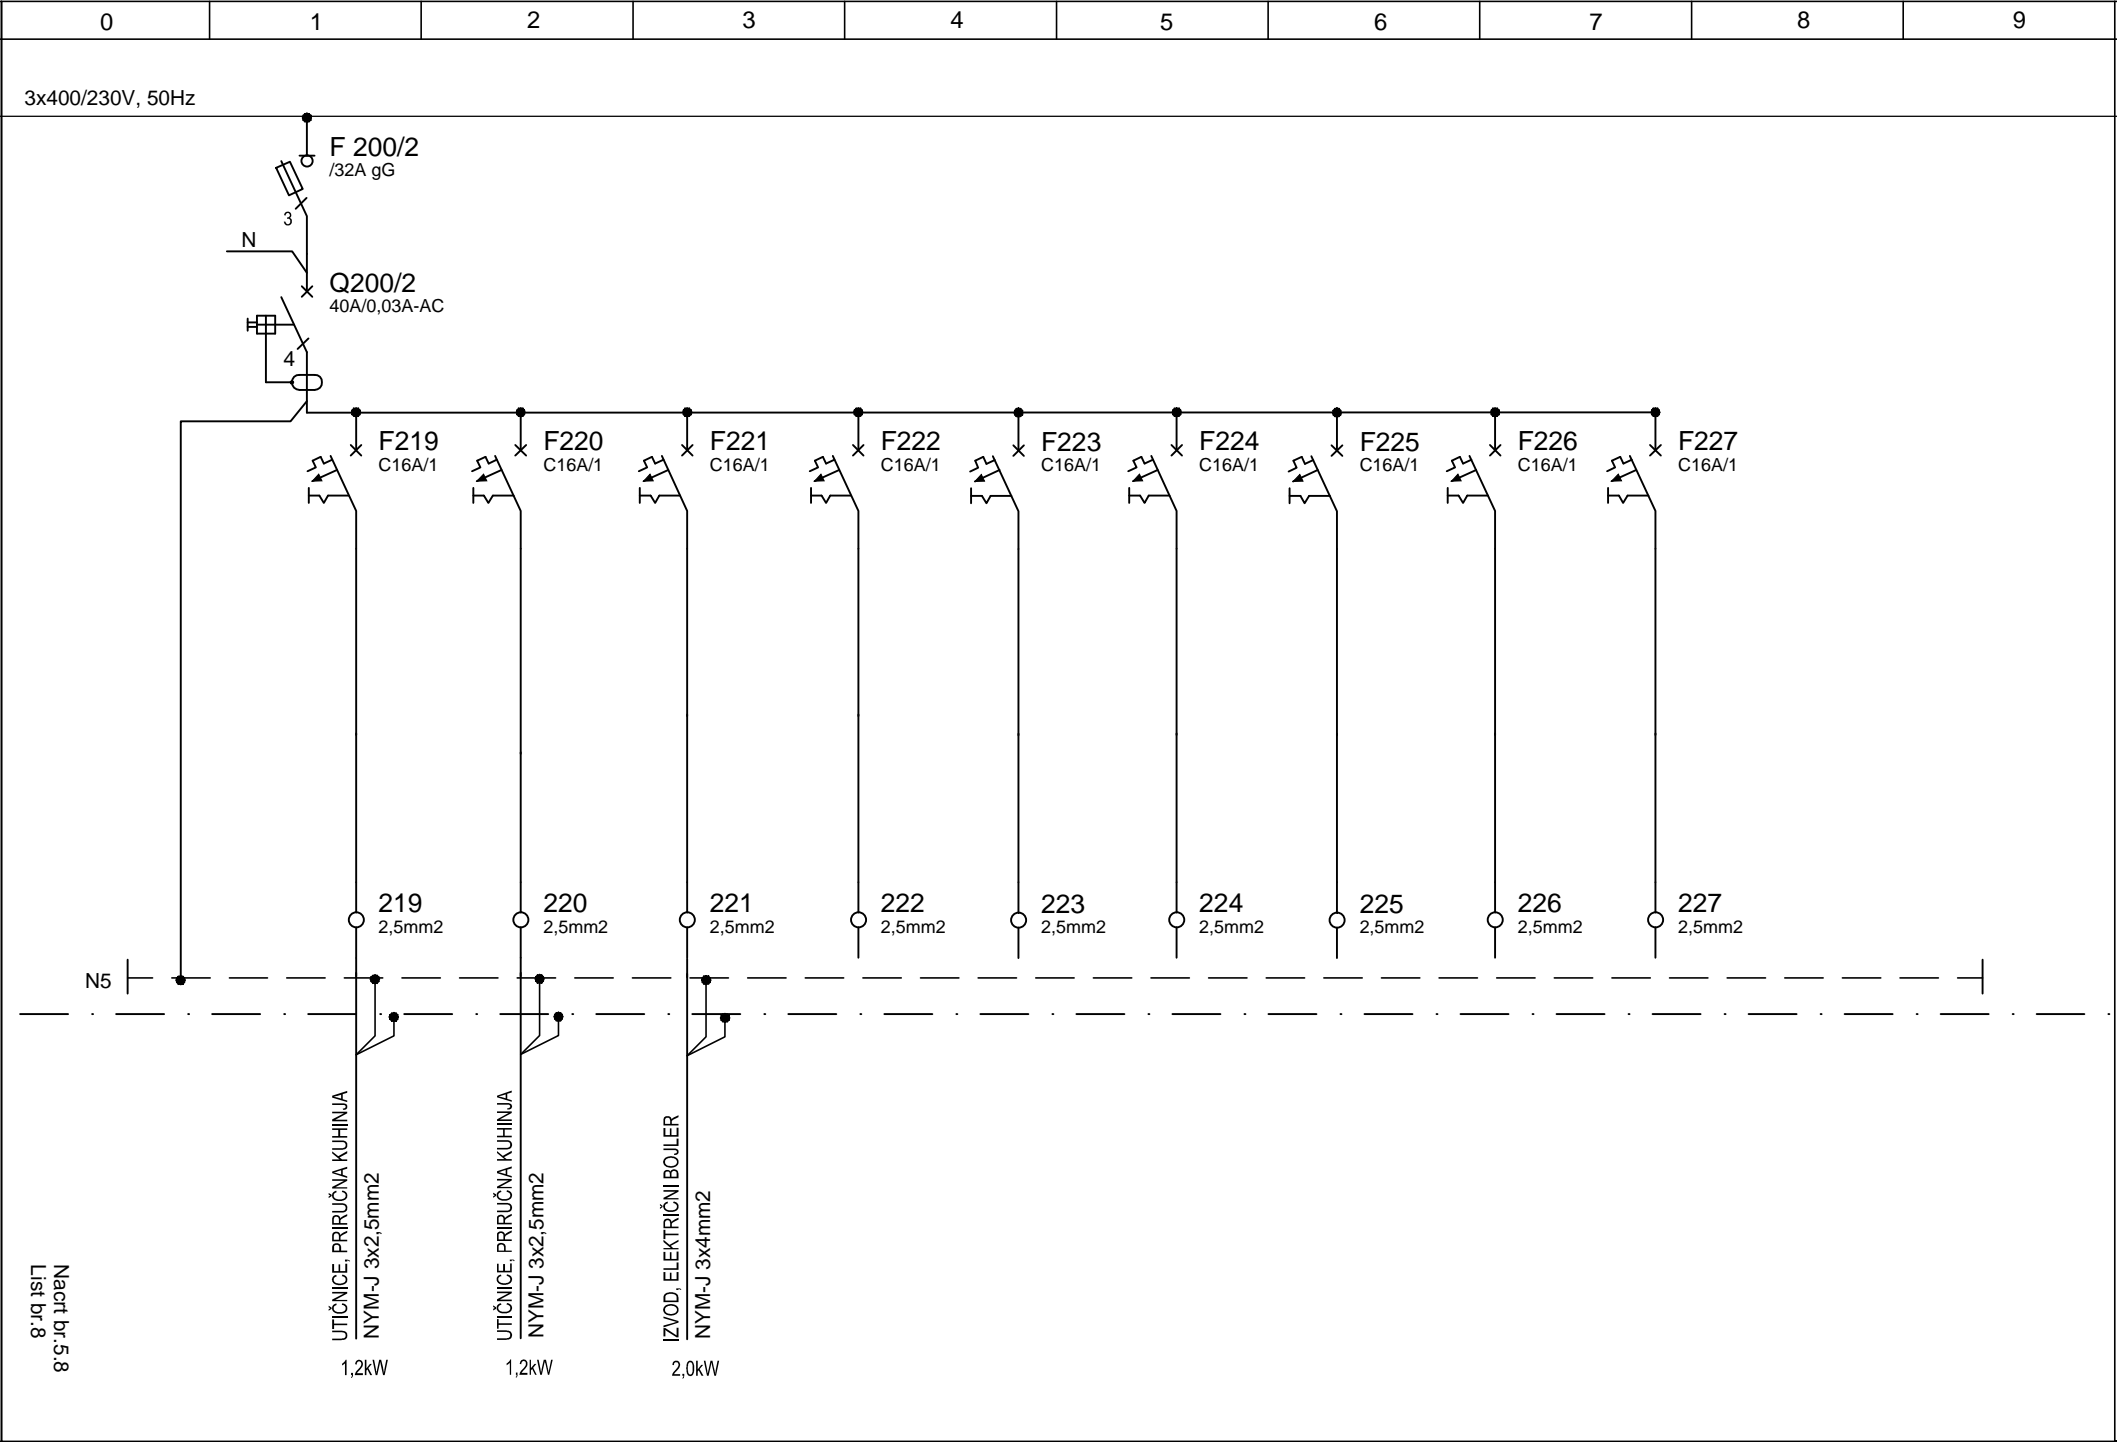 0 1 2 3 4 5 6 7 8 9
3x400/230V, 50Hz
F 200/2
/32A gG
3
N
Q200/2
40A/0,03A-AC
4
F219 F220 F221 F222 F223 F224 F225 F226 F227
C16A/1 C16A/1 C16A/1 C16A/1 C16A/1 C16A/1 C16A/1 C16A/1 C16A/1
219 220 221 222 223 224 225 226 227
2,5mm2 2,5mm2 2,5mm2 2,5mm2 2,5mm2 2,5mm2 2,5mm2 2,5mm2 2,5mm2
N5
UTIČNICE, PRIRUČNA KUHINJA
NYM-J 3x2,5mm2
1,2kW
UTIČNICE, PRIRUČNA KUHINJA
NYM-J 3x2,5mm2
1,2kW
IZVOD, ELEKTRIČNI BOJLER
NYM-J 3x4mm2
2,0kW
Nacrt br.5.8
List br.8